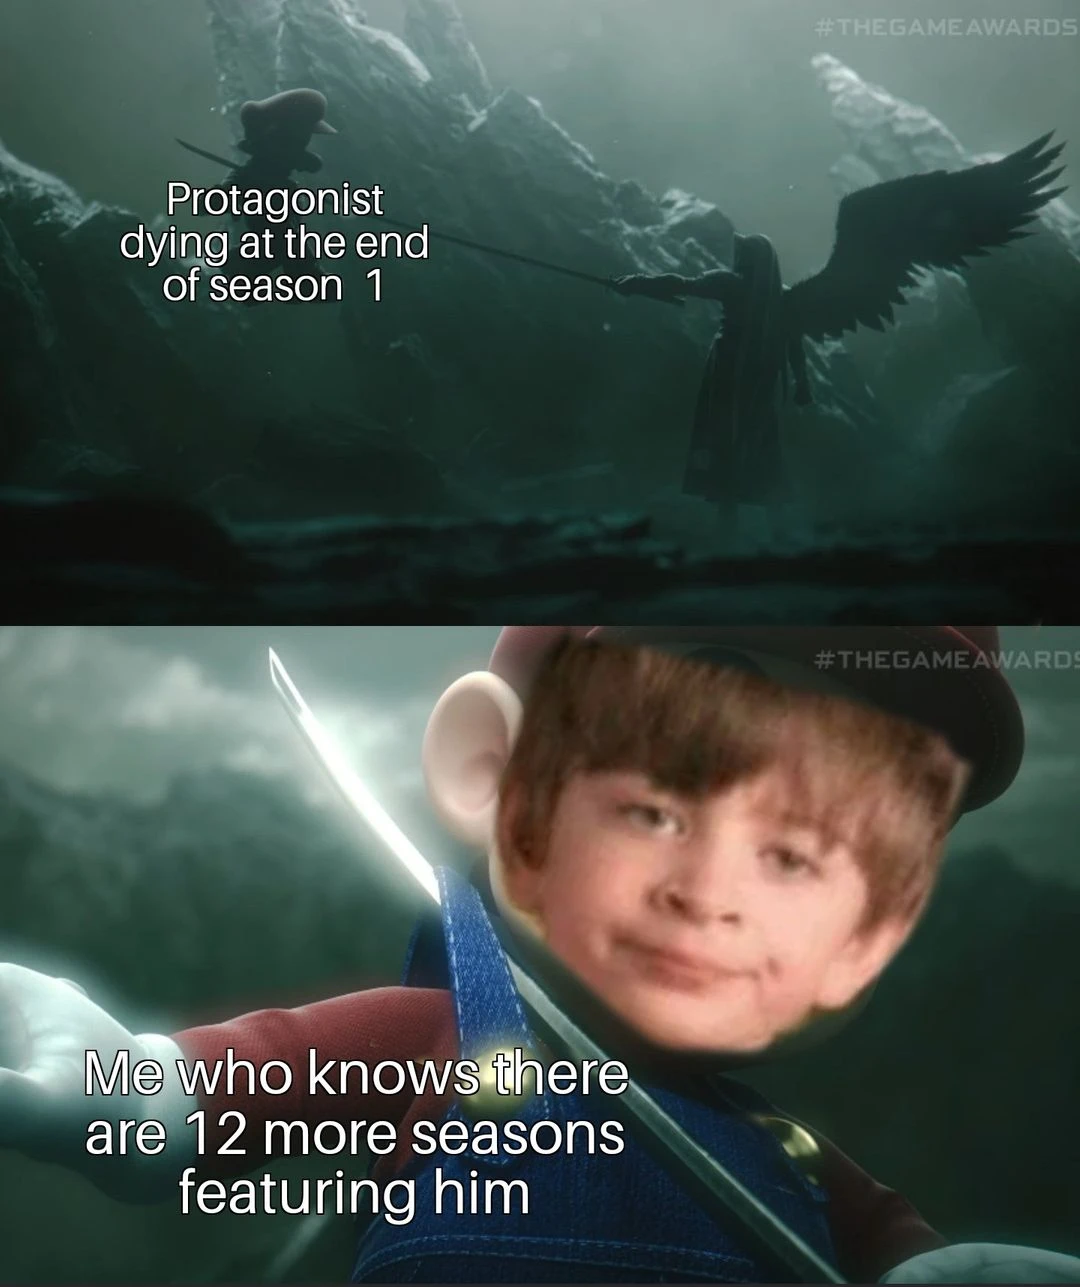 #THEGAMEAWARDS
Protagonist
dying at the end
of season 1
#THEGAMEAWARDS
Me who knows there
are 12 more seasons
featuring him